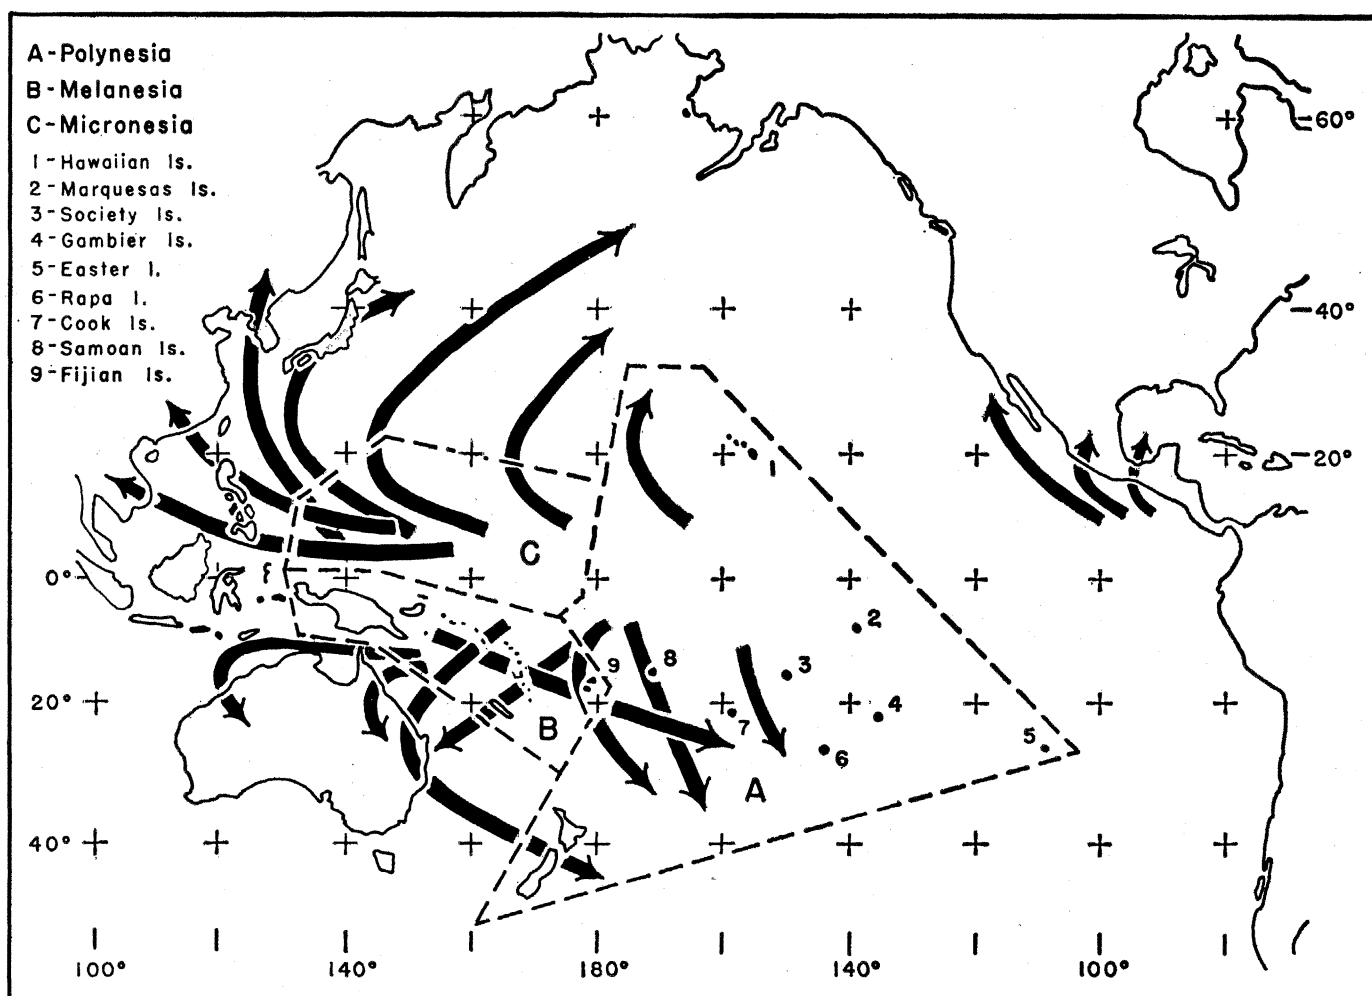 A-Polynesia
B-Melanesia
C-Micronesia
1-Hawaiian Is.
2-Marquesas Is.
3-Society Is.
4-Gambier Is.
5-Easter I.
6-Rapa I.
7-Cook Is.
8-Samoan Is.
9-Fijian Is.
60°
40°
20°
1
C
0°
2
9
8
3
20°
4
B
7
5
6
A
40°
100°
140°
180°
140°
100°